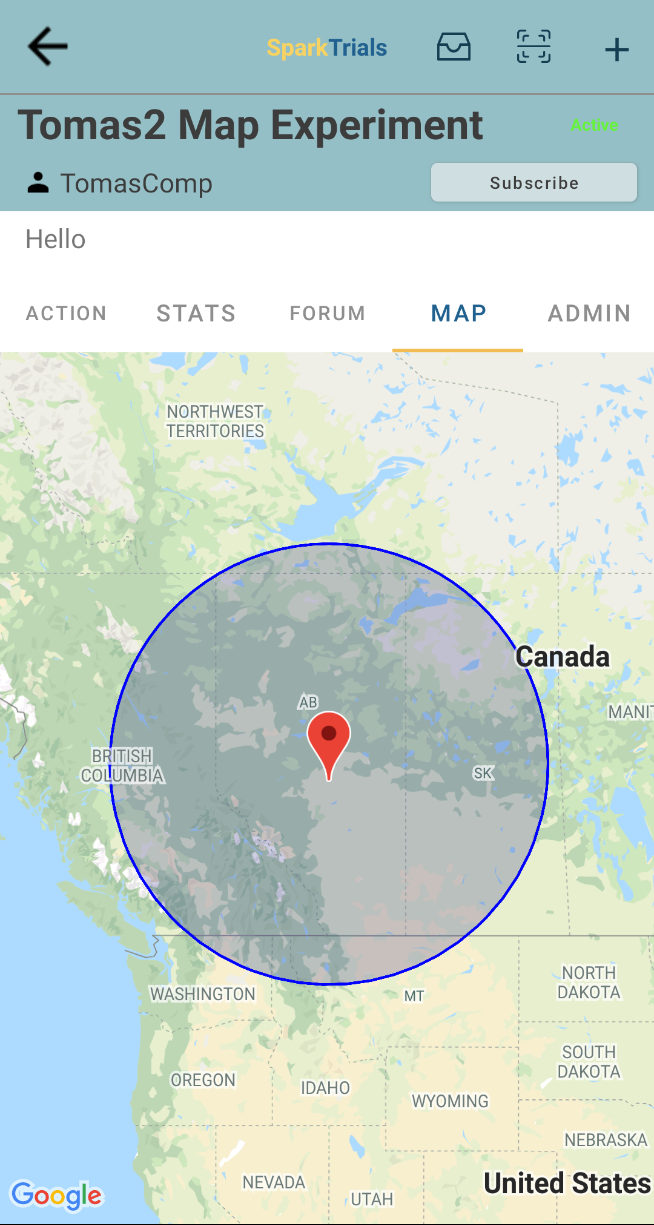 SparkTrials
Tomas2 Map Experiment
Active
TomasComp
Subscribe
Hello
ACTION STATS FORUM MAP ADMIN
NORTHWEST
TERRITORIES
Canada
AB
MANIT
BRITISH
COLUMBIA
SK
WASHINGTON
MT
NORTH
DAKOTA
SOUTH
DAKOTA
OREGON
IDAHO
WYOMING
NEBRASKA
NEVADA
United States
UTAH
Google